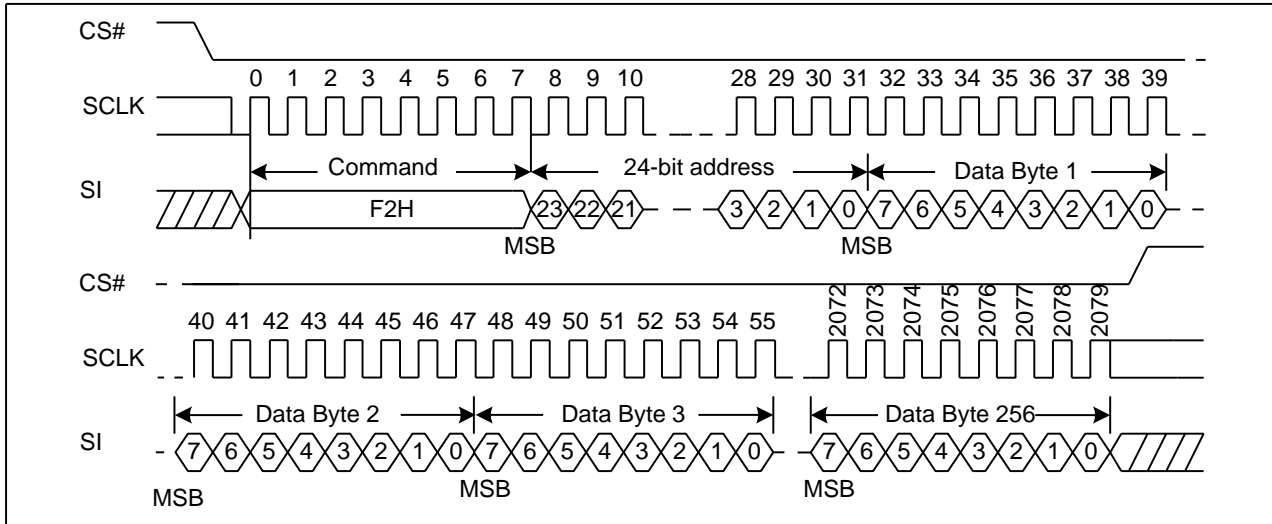 CS#
0 1 2 3 4 5 6 7 8 9 10 28 29 30 31 32 33 34 35 36 37 38 39
SCLK
Command 24-bit address Data Byte 1
SI
F2H 23 22 21 3 2 1 0 7 6 5 4 3 2 1 0
MSB MSB
CS#
40 41 42 43 44 45 46 47 48 49 50 51 52 53 54 55 2072 2073 2074 2075 2076 2077 2078 2079
SCLK
Data Byte 2 Data Byte 3 Data Byte 256
SI
7 6 5 4 3 2 1 0 7 6 5 4 3 2 1 0 7 6 5 4 3 2 1 0
MSB MSB MSB